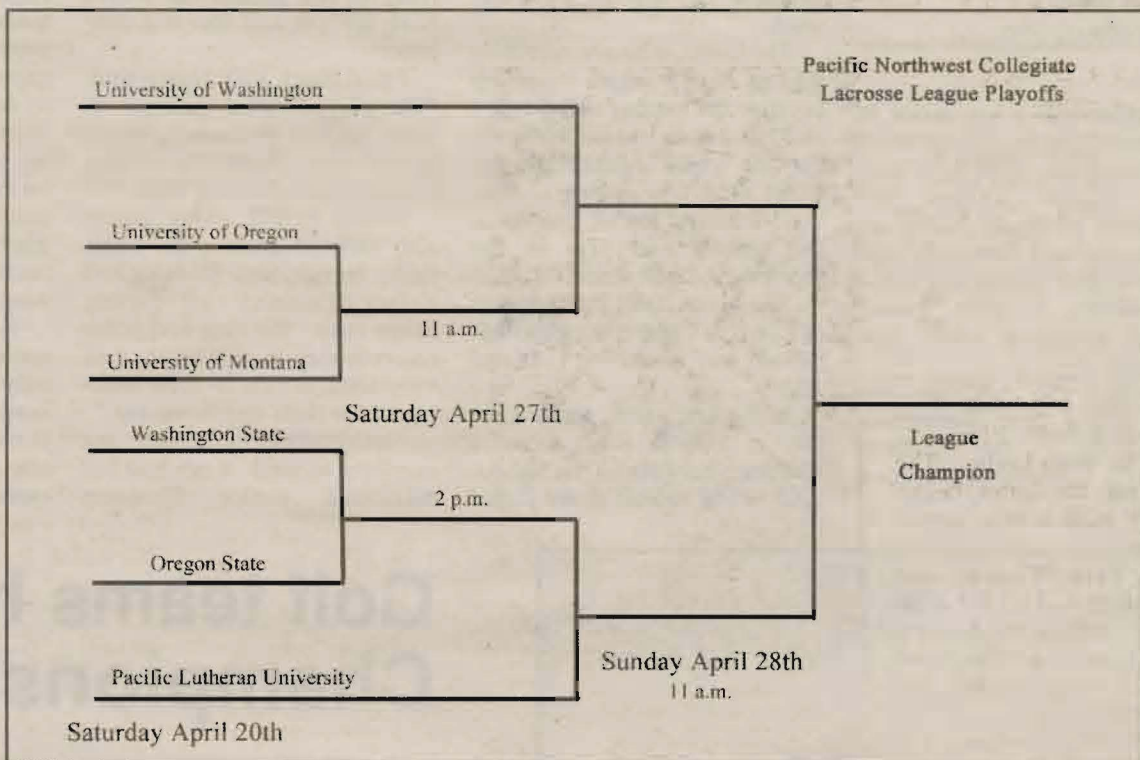 Pacific Northwest Collegiate
Lacrosse League Playoffs
University of Washington
University of Oregon
11 a.m.
University of Montana
Saturday April 27th
Washington State
League
Champion
2 p.m.
Oregon State
Sunday April 28th
11 a.m.
Pacific Lutheran University
Saturday April 20th